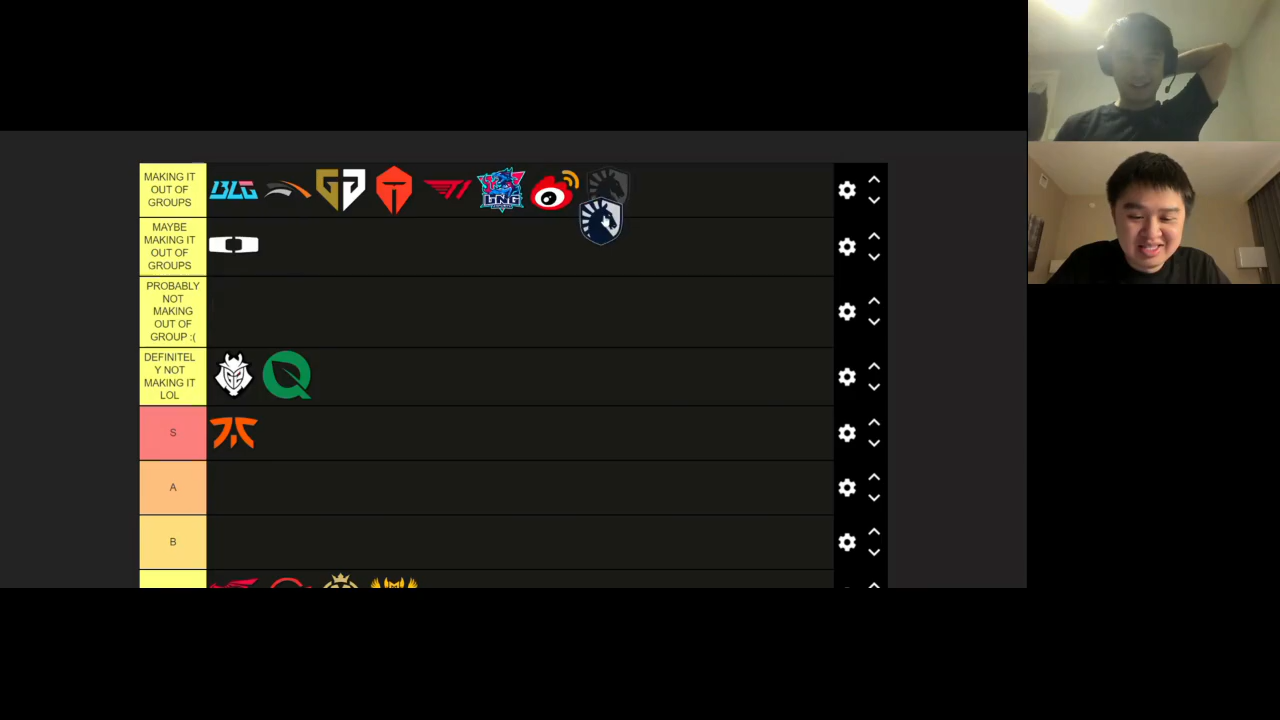 MAKING IT
OUT OF
GROUPS
BLG
LNG
MAYBE
MAKING IT
OUT OF
GROUPS
PROBABLY
NOT
MAKING
OUT OF
GROUP :(
DEFINITEL
Y NOT
MAKING IT
LOL
S
A
B